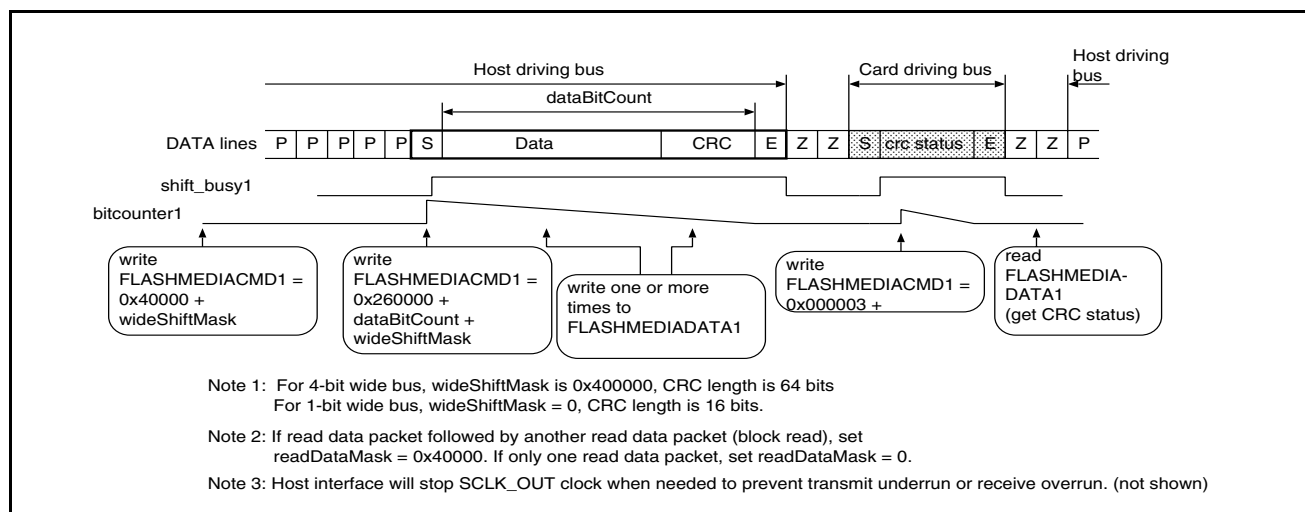 Host driving bus
Card driving bus
Host driving
bus
dataBitCount
DATA lines P P P P P S Data CRC E Z Z S crc status E Z Z P
shift_busy1
bitcounter1
write
FLASHMEDIACMD1 =
0x40000 +
wideShiftMask
write
FLASHMEDIACMD1 =
0x260000 +
dataBitCount +
wideShiftMask
write one or more
times to
FLASHMEDIADATA1
write
FLASHMEDIACMD1 =
0x000003 +
read
FLASHMEDIA-
DATA1
(get CRC status)
Note 1: For 4-bit wide bus, wideShiftMask is 0x400000, CRC length is 64 bits
For 1-bit wide bus, wideShiftMask = 0, CRC length is 16 bits.
Note 2: If read data packet followed by another read data packet (block read), set
readDataMask = 0x40000. If only one read data packet, set readDataMask = 0.
Note 3: Host interface will stop SCLK_OUT clock when needed to prevent transmit underrun or receive overrun. (not shown)